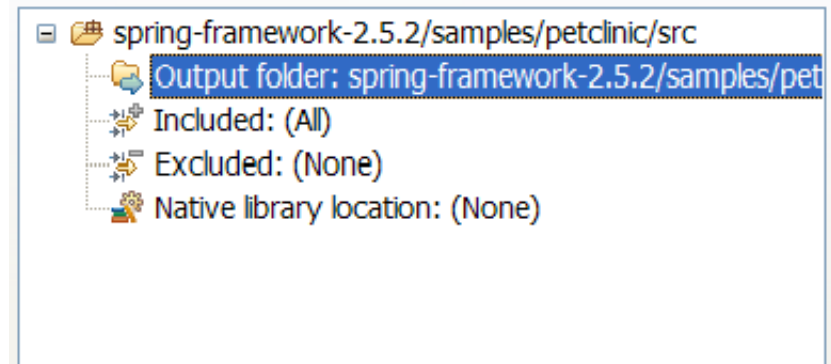 spring-framework-2.5.2/samples/petclinic/src
Output folder: spring-framework-2.5.2/samples/pet
Included: (All)
Excluded: (None)
Native library location: (None)